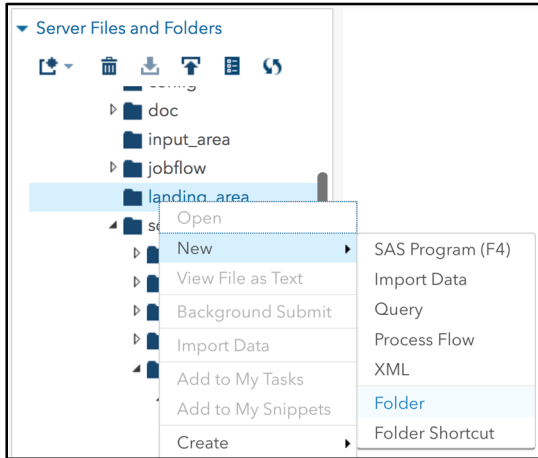 Server Files and Folders
config
doc
input_area
jobflow
landing_area
Open
New
View File as Text
Background Submit
Import Data
Add to My Tasks
Add to My Snippets
Create
SAS Program (F4)
Import Data
Query
Process Flow
XML
Folder
Folder Shortcut